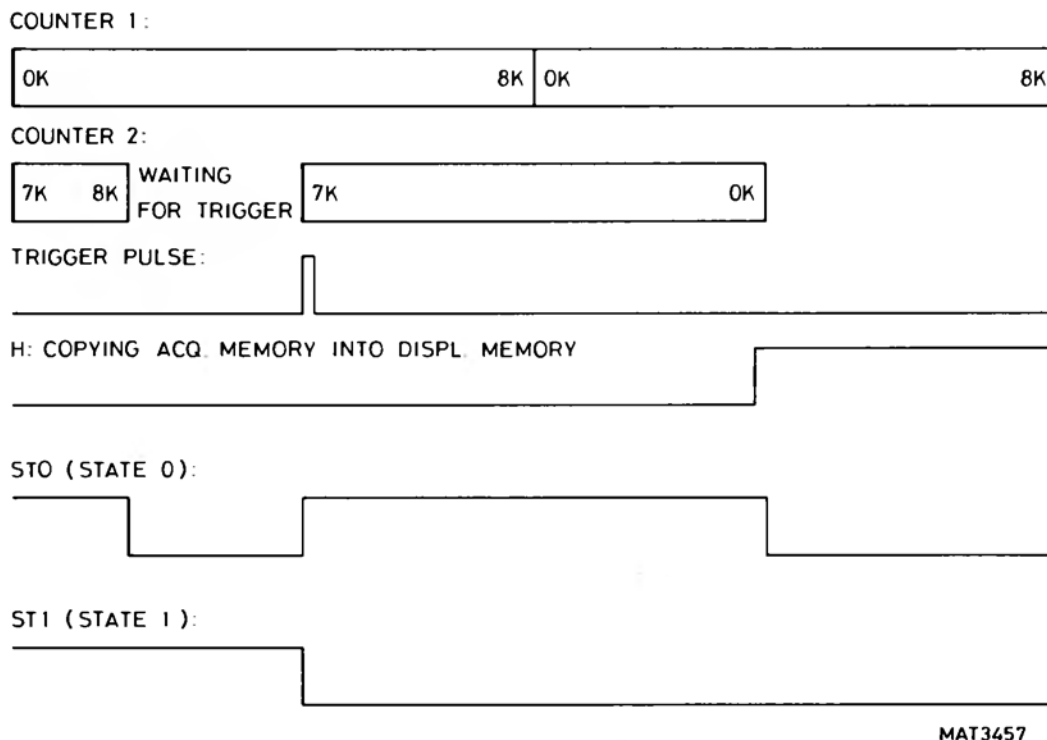 COUNTER 1:
0K 8K 0K 8K
COUNTER 2:
7K 8K WAITING FOR TRIGGER 7K 0K
TRIGGER PULSE:
H: COPYING ACQ. MEMORY INTO DISPL. MEMORY
ST0 (STATE 0):
ST1 (STATE 1):
MAT3457